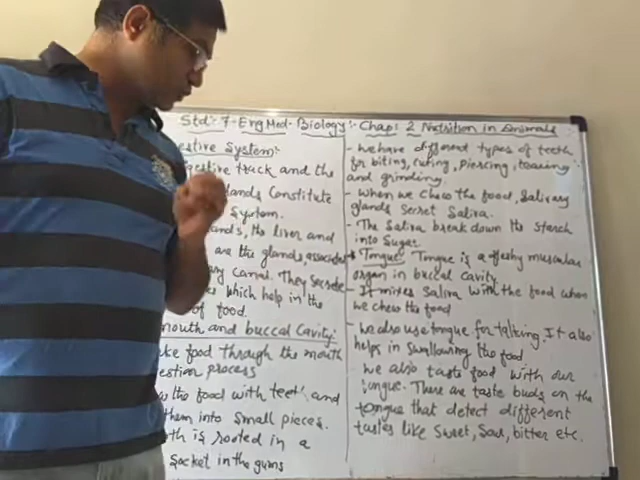 Std:- 7 - Eng Med - Biology:- Chap: 2 Nutrition in Animals
estive System:-
gestive truck and the
lands Constitute
System.
ands, the liver and
are the glands, associated
ry Canal. They Secrete
es which help in the
of food.
mouth and buccal Cavity:
ke food through the mouth
estion process
s the food with teeth, and
them into Small pieces.
th is rooted in a
Socket in the gums
- We have different types of teeth
for biting, cuting, piercing, tearing
and grinding
- When we chew the food, Salivary
glands Secret Saliva.
- The Saliva break down the Starch
into Sugar
Tongue:- Tongue is a fleshy muscular
organ in buccal cavity
- It mixes Saliva with the food when
we chew the food
- We also use tongue for talking. It also
helps in swallowing the food
we also taste food with our
tongue. There are taste buds on the
tongue that detect different
tastes like Sweet, Sour, bitter etc.